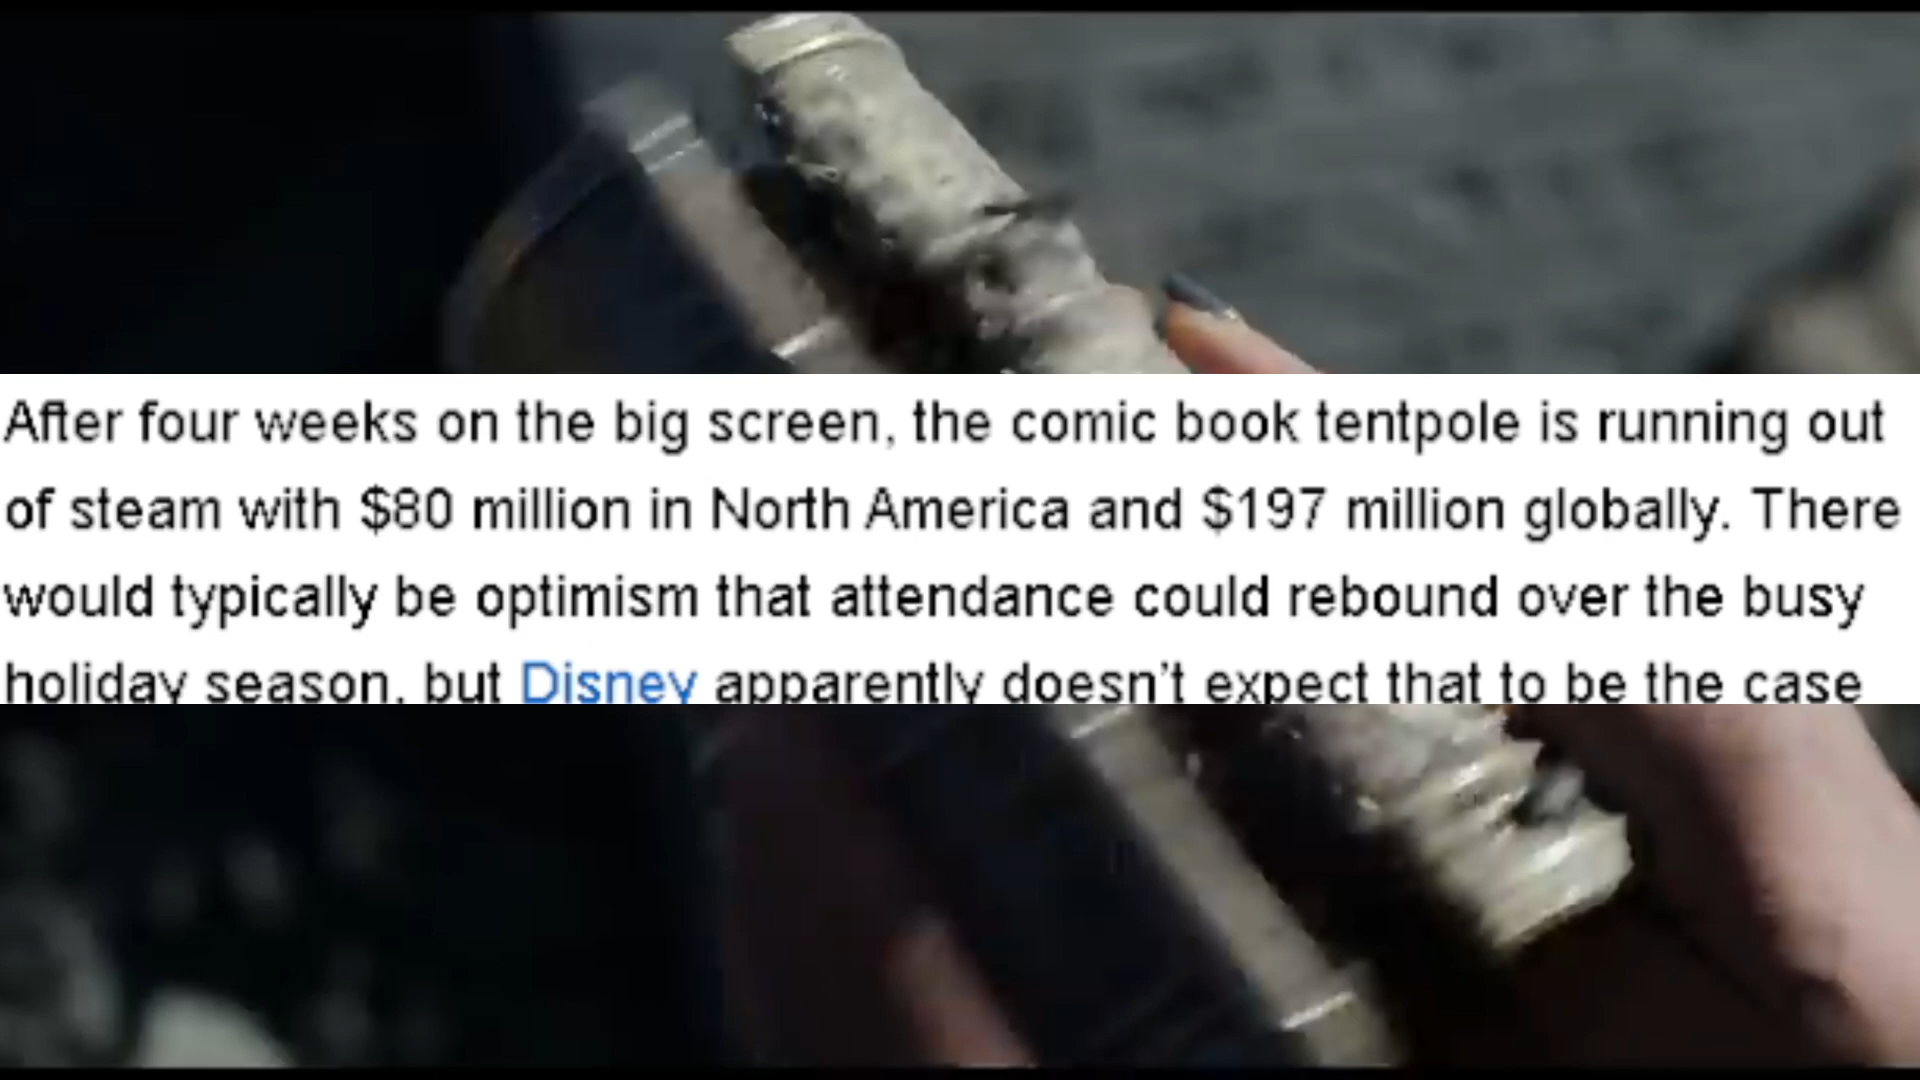 After four weeks on the big screen, the comic book tentpole is running out
of steam with $80 million in North America and $197 million globally. There
would typically be optimism that attendance could rebound over the busy
holiday season, but Disney apparently doesn’t expect that to be the case